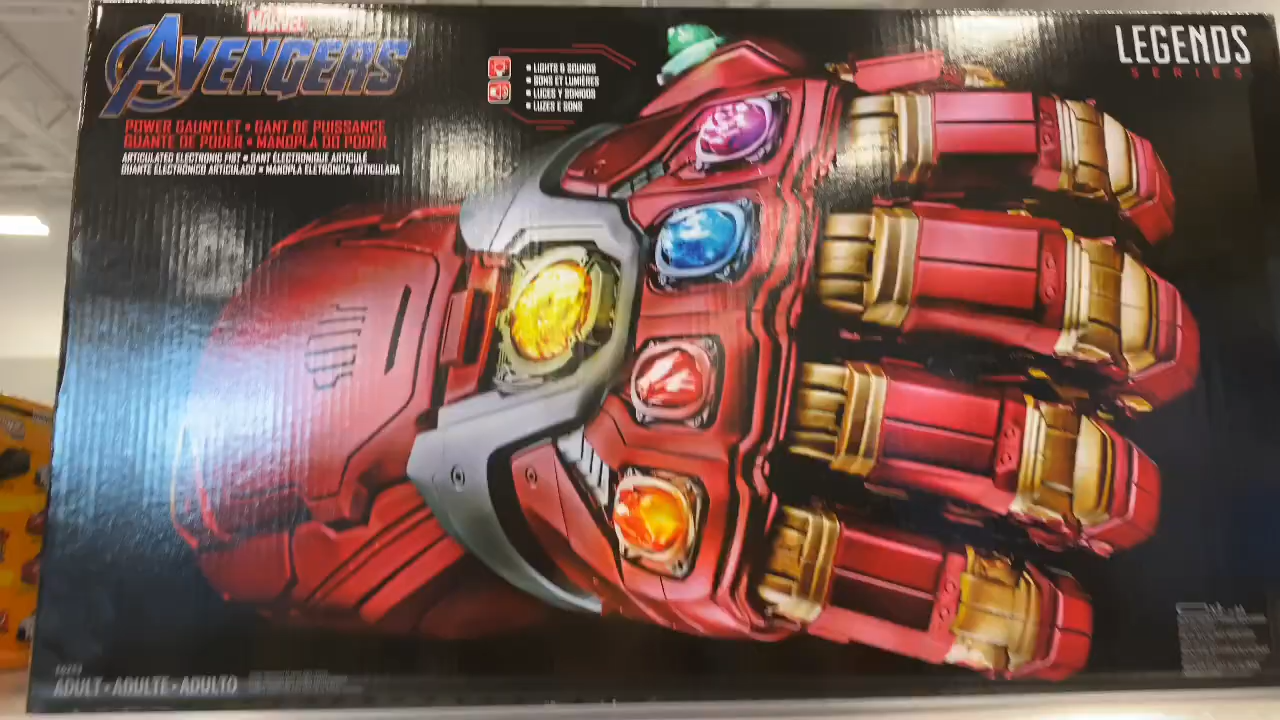 MARVEL
AVENGERS
POWER GAUNTLET • GANT DE PUISSANCE
GUANTE DE PODER • MANOPLA DO PODER
ARTICULATED ELECTRONIC FIST • GANT ÉLECTRONIQUE ARTICULÉ
GUANTE ELECTRÓNICO ARTICULADO • MANOPLA ELETRÔNICA ARTICULADA
• LIGHTS & SOUNDS
• SONS ET LUMIÈRES
• LUCES Y SONIDOS
• LUZES E SONS
LEGENDS
SERIES
ADULT • ADULTE • ADULTO